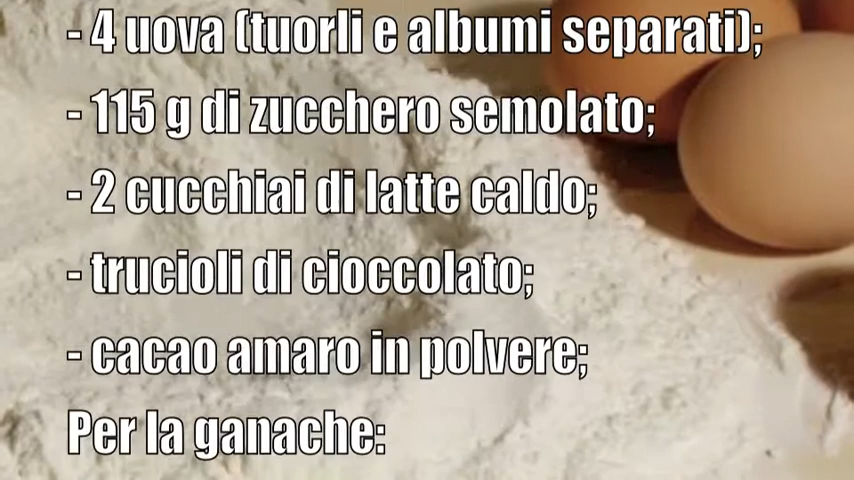 - 4 uova (tuorli e albumi separati);
- 115 g di zucchero semolato;
- 2 cucchiai di latte caldo;
- trucioli di cioccolato;
- cacao amaro in polvere;
Per la ganache: